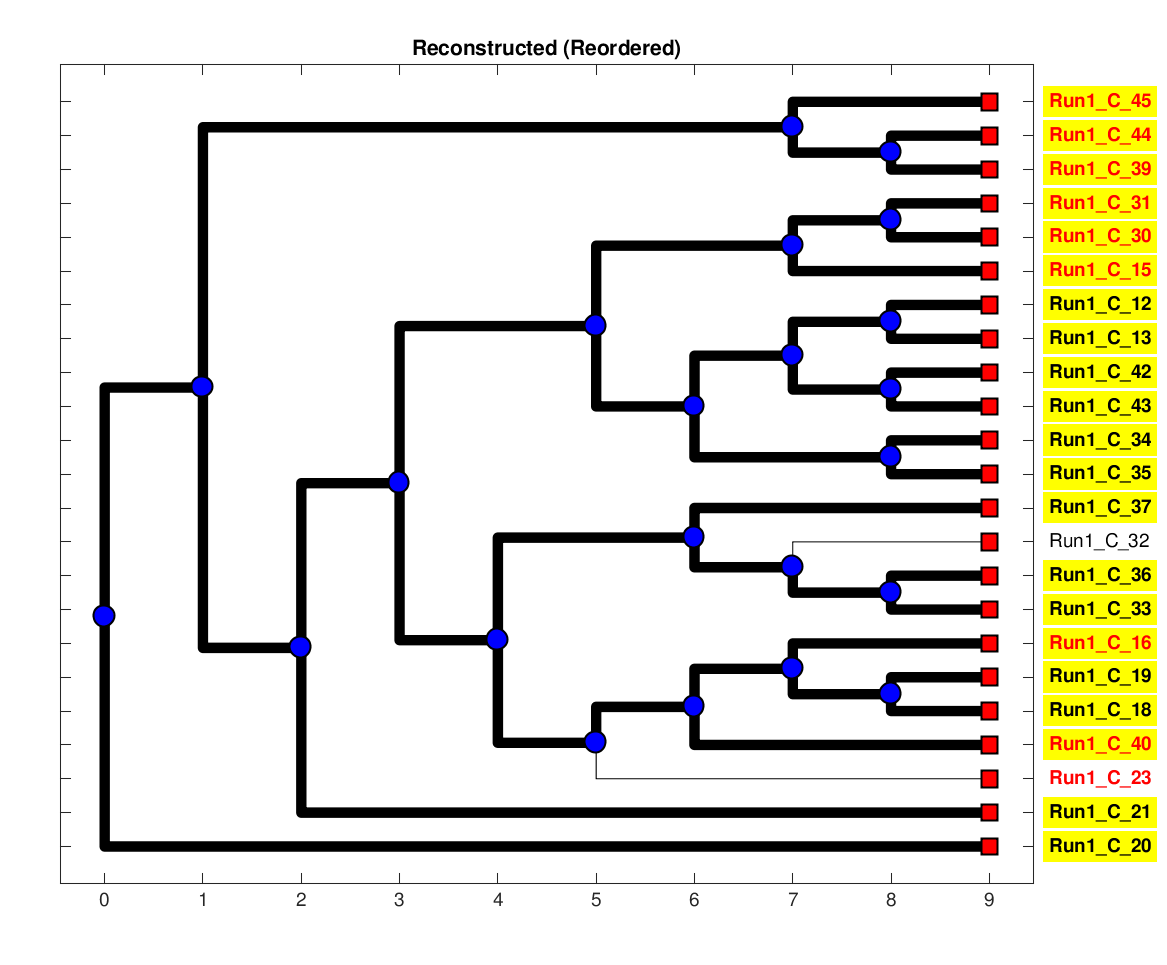 Reconstructed (Reordered)
Run1_C_45
Run1_C_44
Run1_C_39
Run1_C_31
Run1_C_30
Run1_C_15
Run1_C_12
Run1_C_13
Run1_C_42
Run1_C_43
Run1_C_34
Run1_C_35
Run1_C_37
Run1_C_32
Run1_C_36
Run1_C_33
Run1_C_16
Run1_C_19
Run1_C_18
Run1_C_40
Run1_C_23
Run1_C_21
Run1_C_20
0 1 2 3 4 5 6 7 8 9